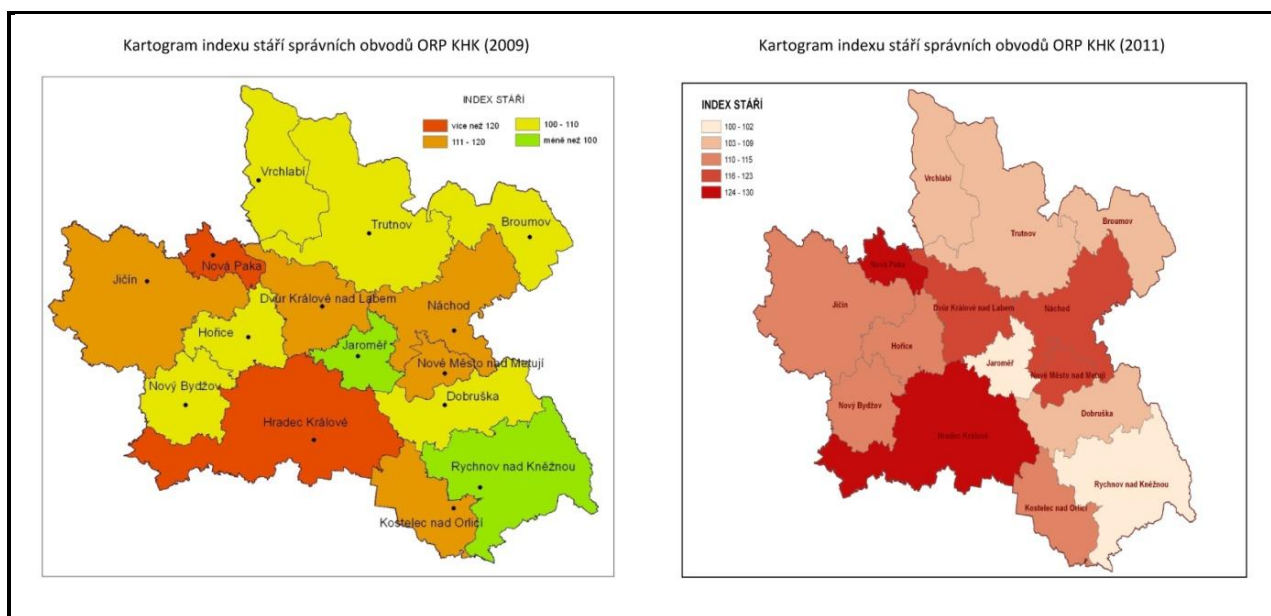 Kartogram indexu stáří správních obvodů ORP KHK (2009)
INDEX STÁŘÍ
více než 120
100 - 110
111 - 120
méně než 100
Vrchlabí
Trutnov
Broumov
Nová Paka
Jičín
Dvůr Králové nad Labem
Náchod
Hořice
Jaroměř
Nové Město nad Metují
Nový Bydžov
Dobruška
Hradec Králové
Rychnov nad Kněžnou
Kostelec nad Orlicí
Kartogram indexu stáří správních obvodů ORP KHK (2011)
INDEX STÁŘÍ
100 - 102
103 - 109
110 - 115
116 - 123
124 - 130
Vrchlabí
Trutnov
Broumov
Nová Paka
Jičín
Dvůr Králové nad Labem
Náchod
Hořice
Jaroměř
Nové Město nad Metují
Nový Bydžov
Dobruška
Hradec Králové
Rychnov nad Kněžnou
Kostelec nad Orlicí